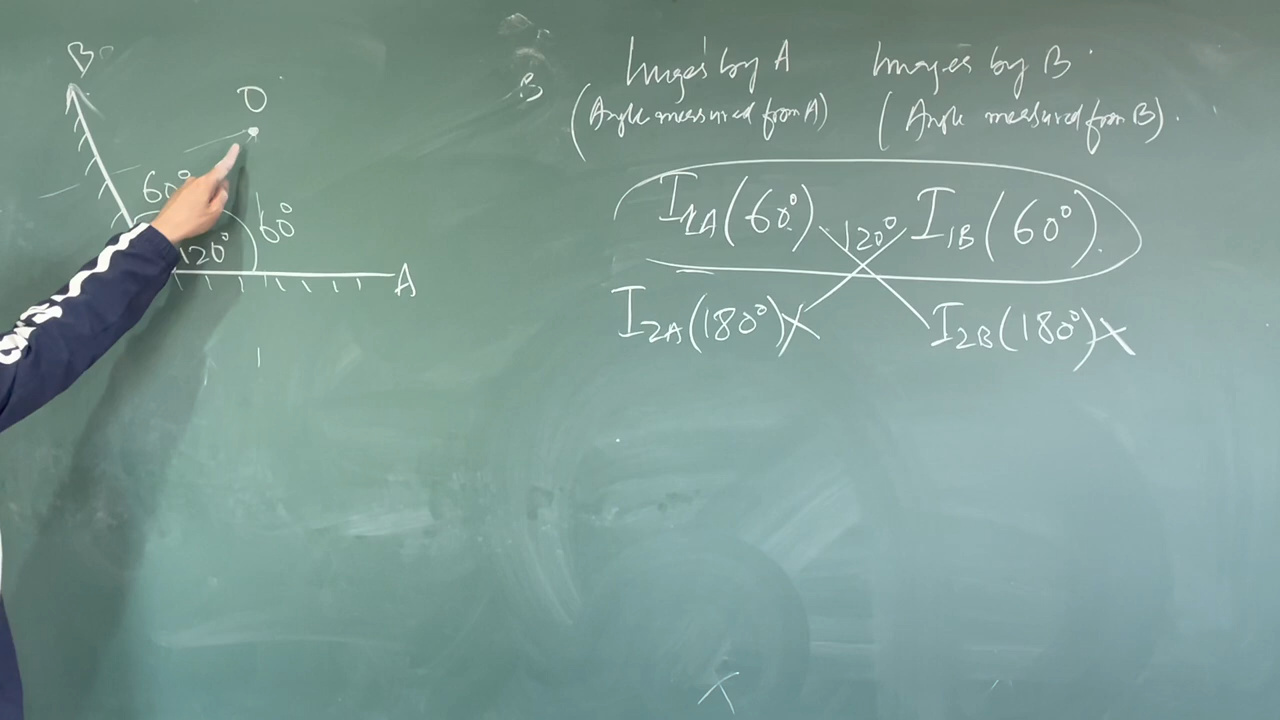 B
O
60°
60°
120°
A
B
Images by A Images by B
(Angle measured from A) (Angle measured from B).
I1A(60°) 120° I1B(60°).
I2A(180°)X I2B(180°)X